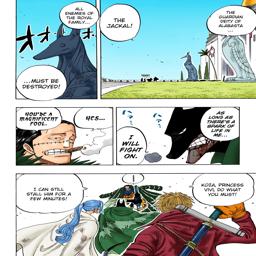 THE
GUARDIAN
DEITY OF
ALABASTA...
THE
JACKAL!
ALL
ENEMIES OF
THE ROYAL
FAMILY...
...MUST BE
DESTROYED!
AS
LONG AS
THERE'S A
SPARK OF
LIFE IN
ME...
I
WILL
FIGHT
ON.
YES...
YOU'RE A
MAGNIFICENT
FOOL.
KOZA, PRINCESS
VIVI, DO WHAT
YOU MUST!
!
I CAN STILL
STALL HIM FOR
A FEW
MINUTES!